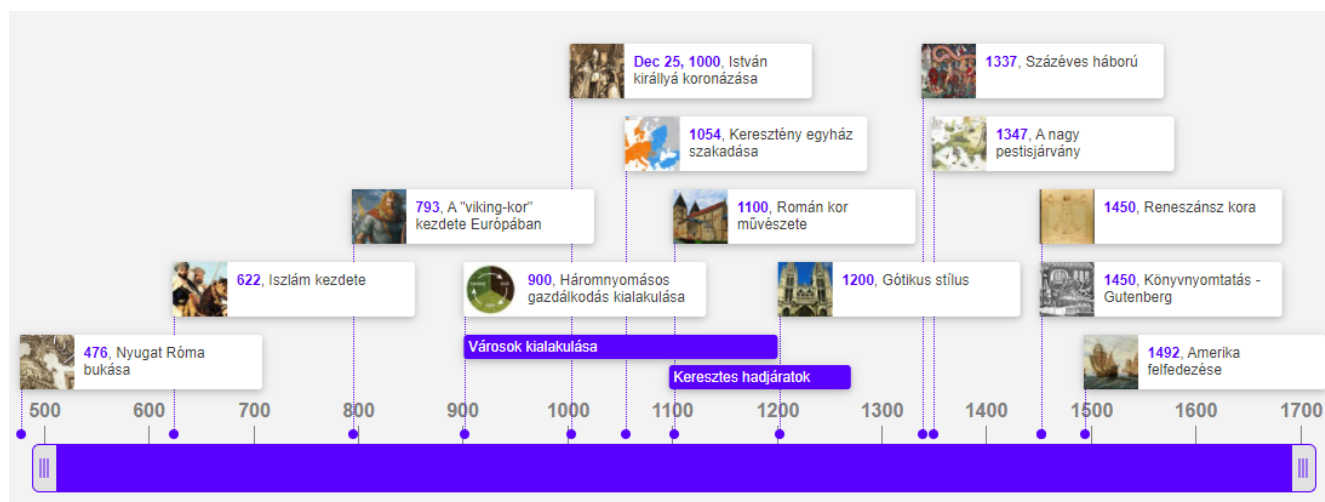 Dec 25, 1000, István
királlyá koronázása
1337, Százéves háború
1054, Keresztény egyház
szakadása
1347, A nagy
pestisjárvány
793, A "viking-kor"
kezdete Európában
1100, Román kor
művészete
1450, Reneszánsz kora
622, Iszlám kezdete
900, Háromnyomásos
gazdálkodás kialakulása
1200, Gótikus stílus
1450, Könyvnyomtatás -
Gutenberg
476, Nyugat Róma
bukása
Városok kialakulása
1492, Amerika
felfedezése
Keresztes hadjáratok
500 600 700 800 900 1000 1100 1200 1300 1400 1500 1600 1700